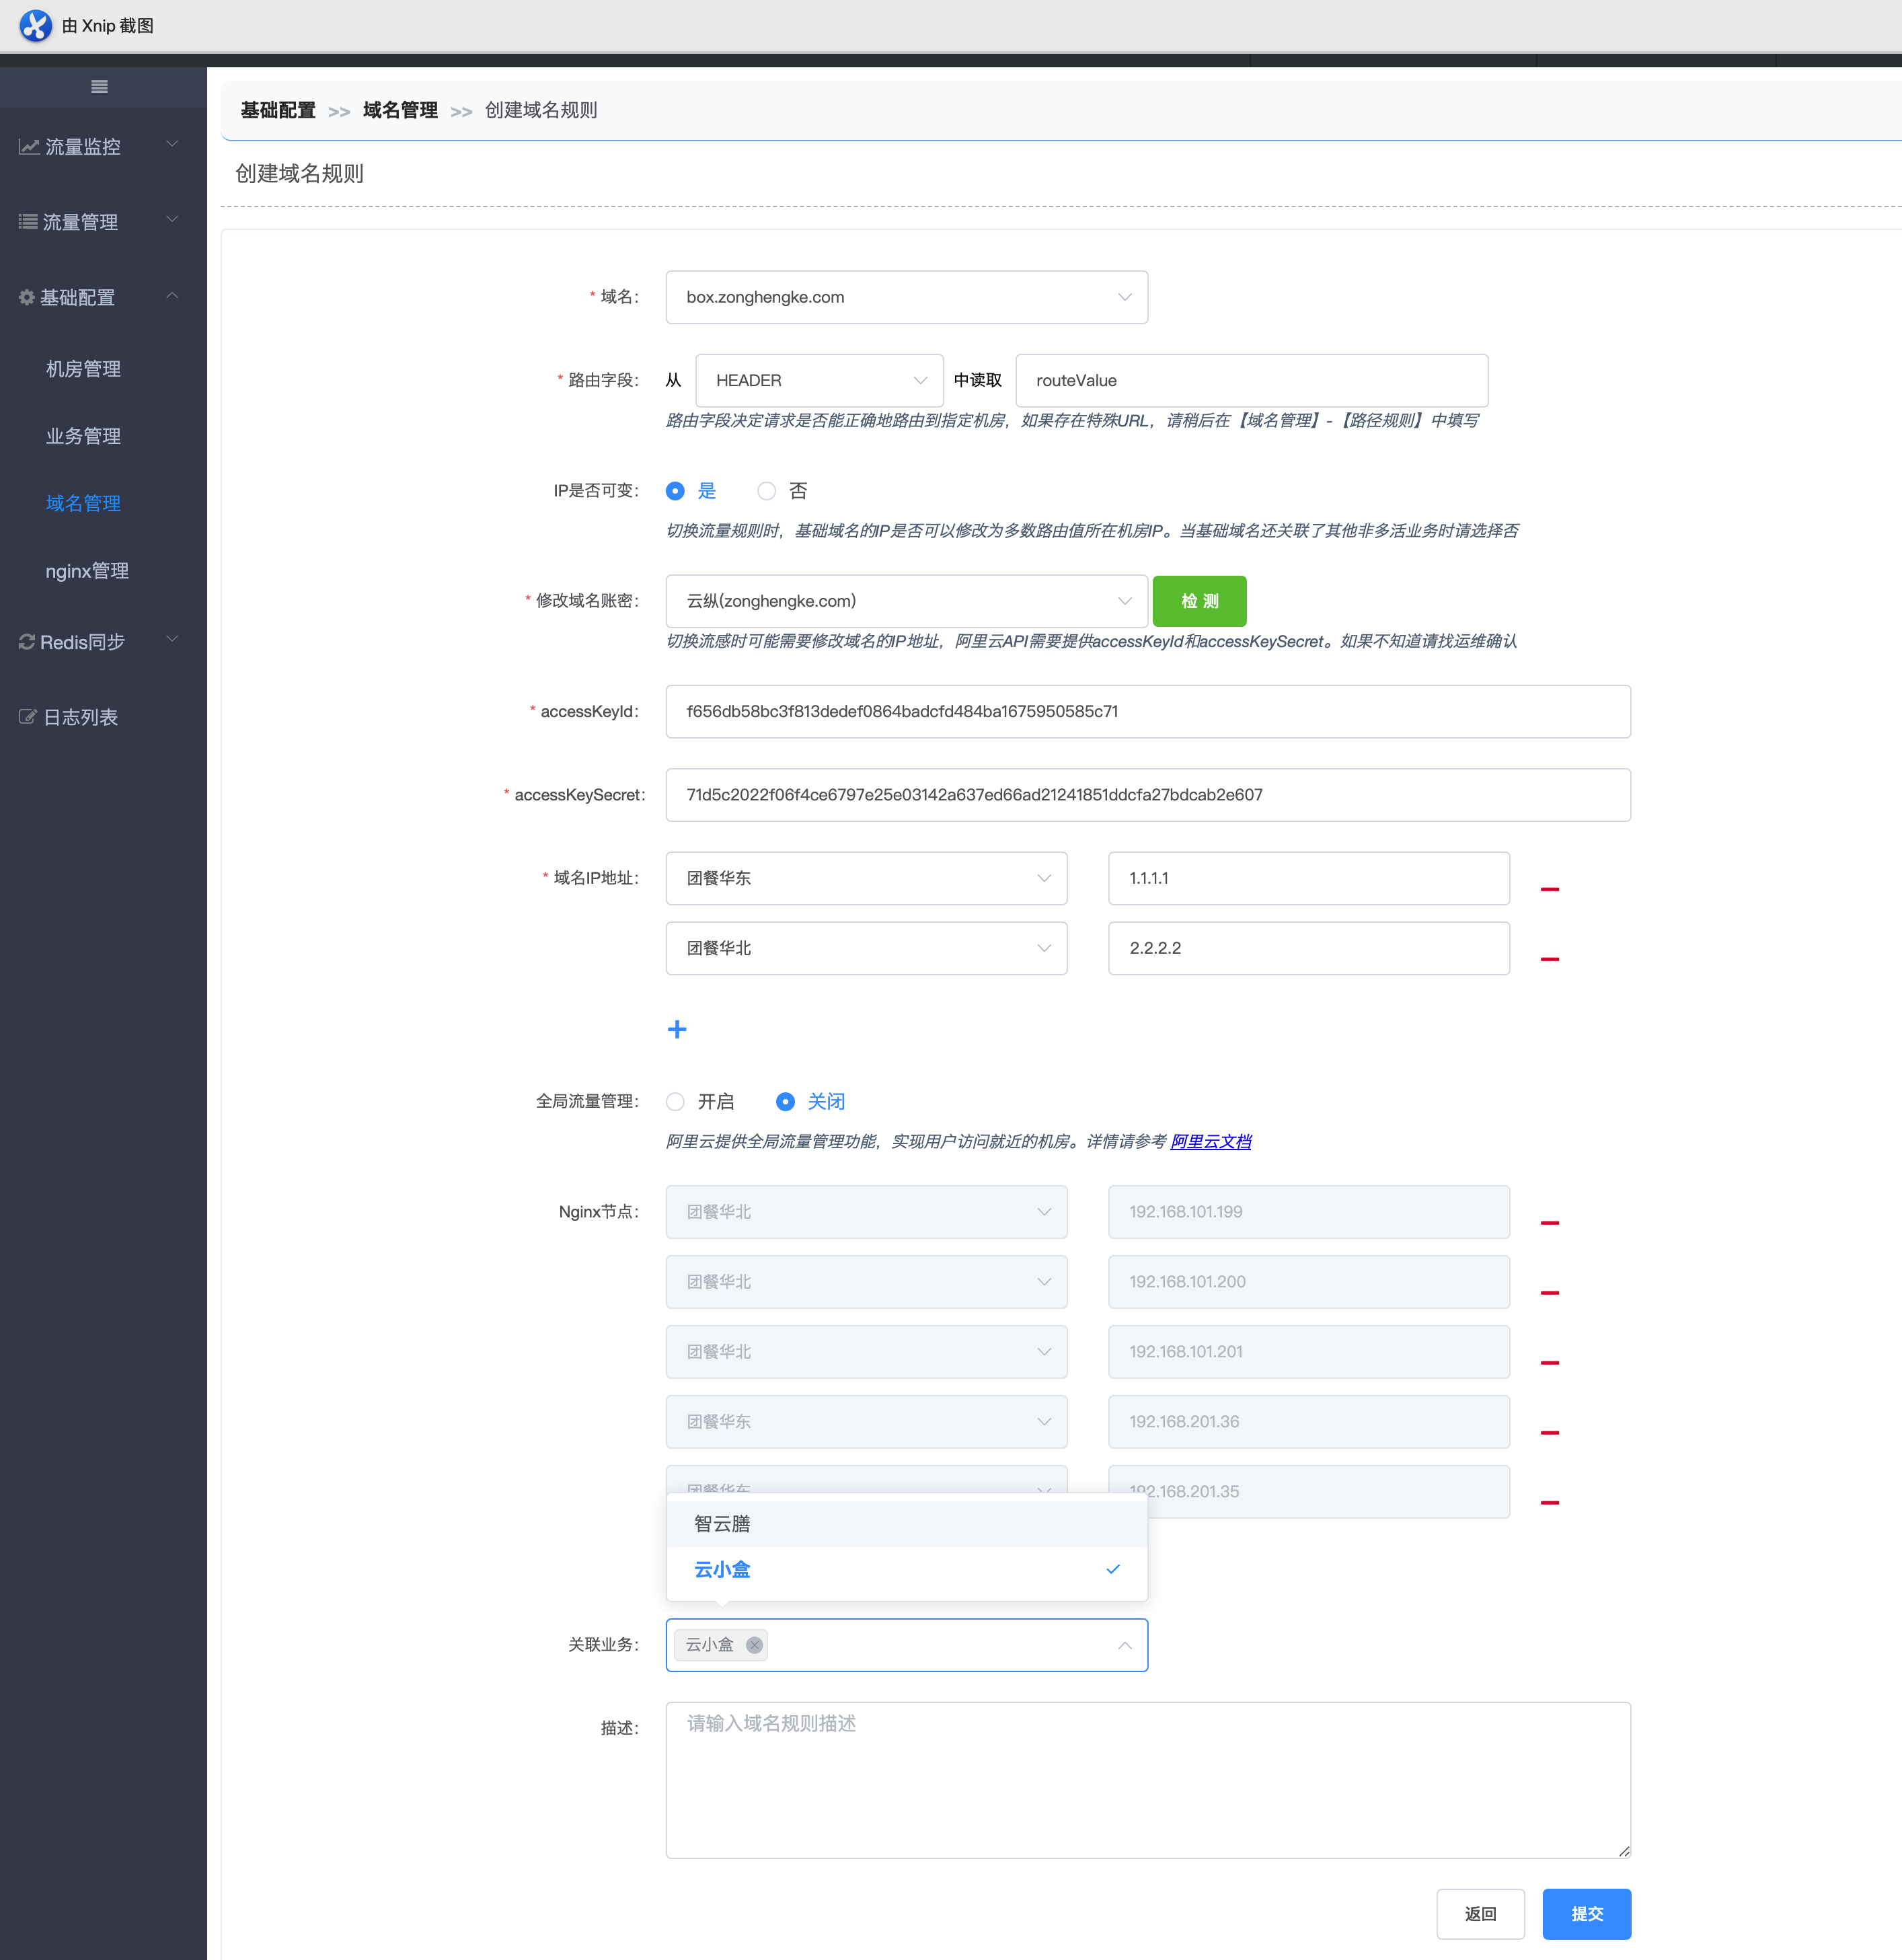 由 Xnip 截图
基础配置 >> 域名管理 >> 创建域名规则
创建域名规则
流量监控
流量管理
基础配置
机房管理
业务管理
域名管理
nginx管理
Redis同步
日志列表
* 域名: box.zonghengke.com
* 路由字段: 从 HEADER 中读取 routeValue
路由字段决定请求是否能正确地路由到指定机房，如果存在特殊URL，请稍后在【域名管理】-【路径规则】中填写
IP是否可变: 是 否
切换流量规则时，基础域名的IP是否可以修改为多数路由值所在机房IP。当基础域名还关联了其他非多活业务时请选择否
* 修改域名账密: 云纵(zonghengke.com) 检 测
切换流感时可能需要修改域名的IP地址，阿里云API需要提供accessKeyId和accessKeySecret。如果不知道请找运维确认
* accessKeyId: f656db58bc3f813dedef0864badcfd484ba1675950585c71
* accessKeySecret: 71d5c2022f06f4ce6797e25e03142a637ed66ad21241851ddcfa27bdcab2e607
* 域名IP地址: 团餐华东 1.1.1.1
团餐华北 2.2.2.2
全局流量管理: 开启 关闭
阿里云提供全局流量管理功能，实现用户访问就近的机房。详情请参考 阿里云文档
Nginx节点: 团餐华北 192.168.101.199
团餐华北 192.168.101.200
团餐华北 192.168.101.201
团餐华东 192.168.201.36
团餐华东 192.168.201.35
智云膳
云小盒
关联业务: 云小盒
描述: 请输入域名规则描述
返回 提交